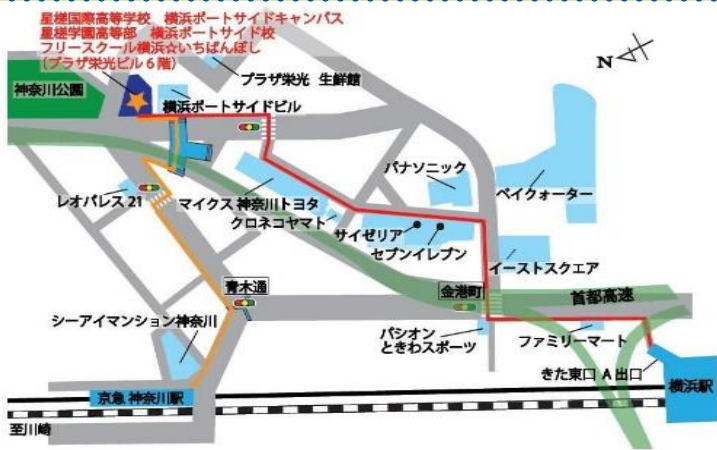 星槎国際高等学校　横浜ポートサイドキャンパス
星槎学園高等部　横浜ポートサイド校
フリースクール横浜☆いちばんぼし
(プラザ栄光ビル6階)
N
プラザ栄光 生鮮館
神奈川公園
横浜ポートサイドビル
パナソニック
ベイクォーター
レオパレス21
マイクス 神奈川トヨタ
クロネコヤマト
サイゼリア
セブンイレブン
イーストスクエア
青木通
金港町
首都高速
シーアイマンション神奈川
パシオン
ときわスポーツ
ファミリーマート
きた東口 A出口
横浜駅
京急 神奈川駅
至川崎